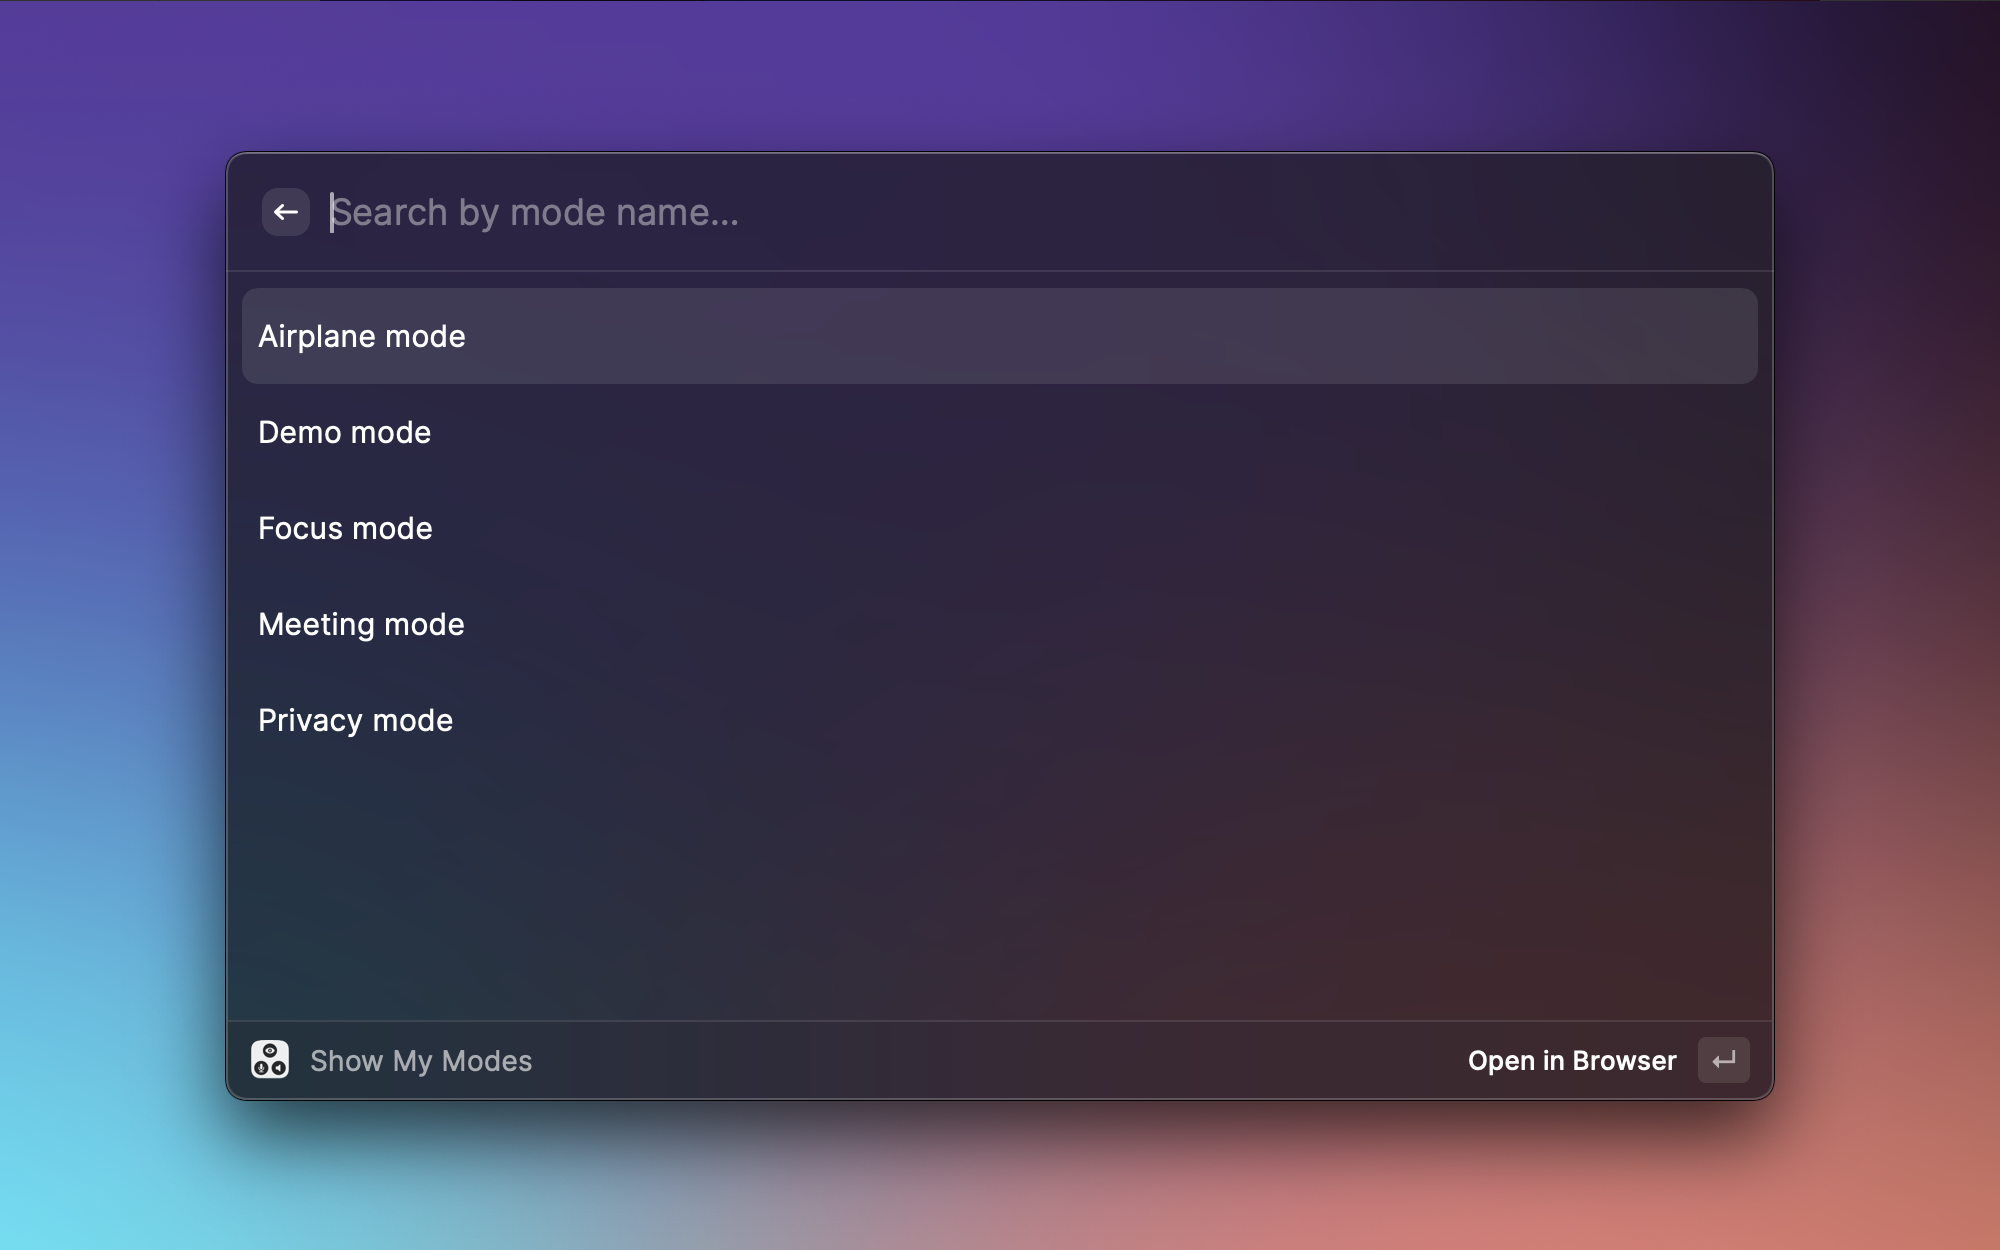 Search by mode name...
Airplane mode
Demo mode
Focus mode
Meeting mode
Privacy mode
Show My Modes
Open in Browser